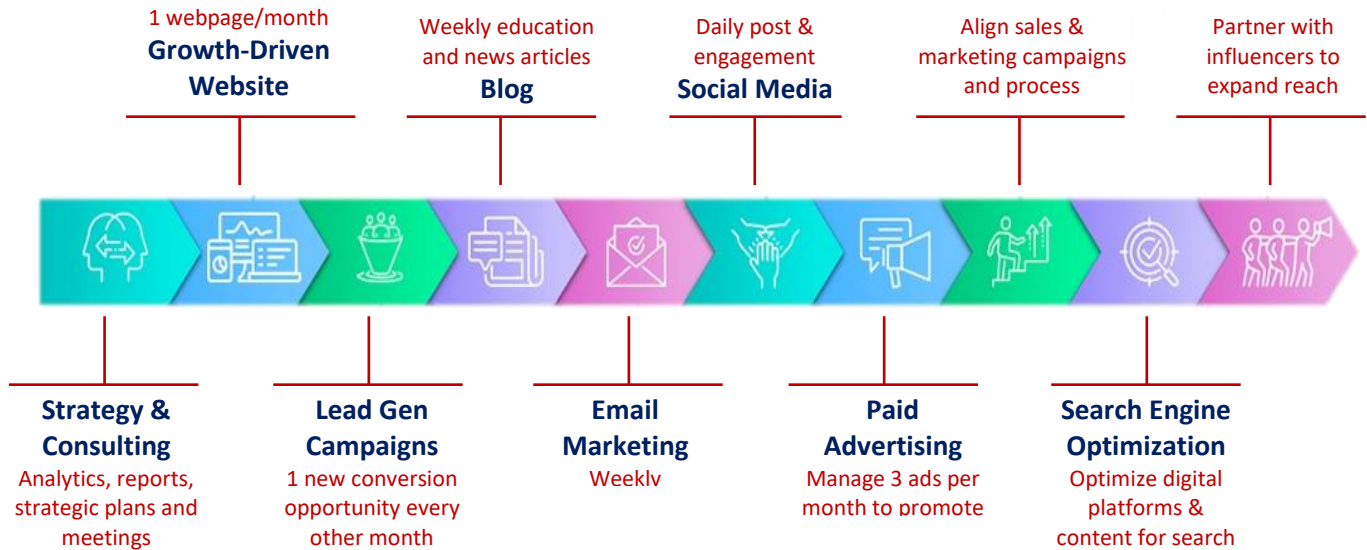 1 webpage/month
Growth-Driven
Website
Weekly education
and news articles
Blog
Daily post &
engagement
Social Media
Align sales &
marketing campaigns
and process
Partner with
influencers to
expand reach
Strategy &
Consulting
Analytics, reports,
strategic plans and
meetings
Lead Gen
Campaigns
1 new conversion
opportunity every
other month
Email
Marketing
Weekly
Paid
Advertising
Manage 3 ads per
month to promote
Search Engine
Optimization
Optimize digital
platforms &
content for search